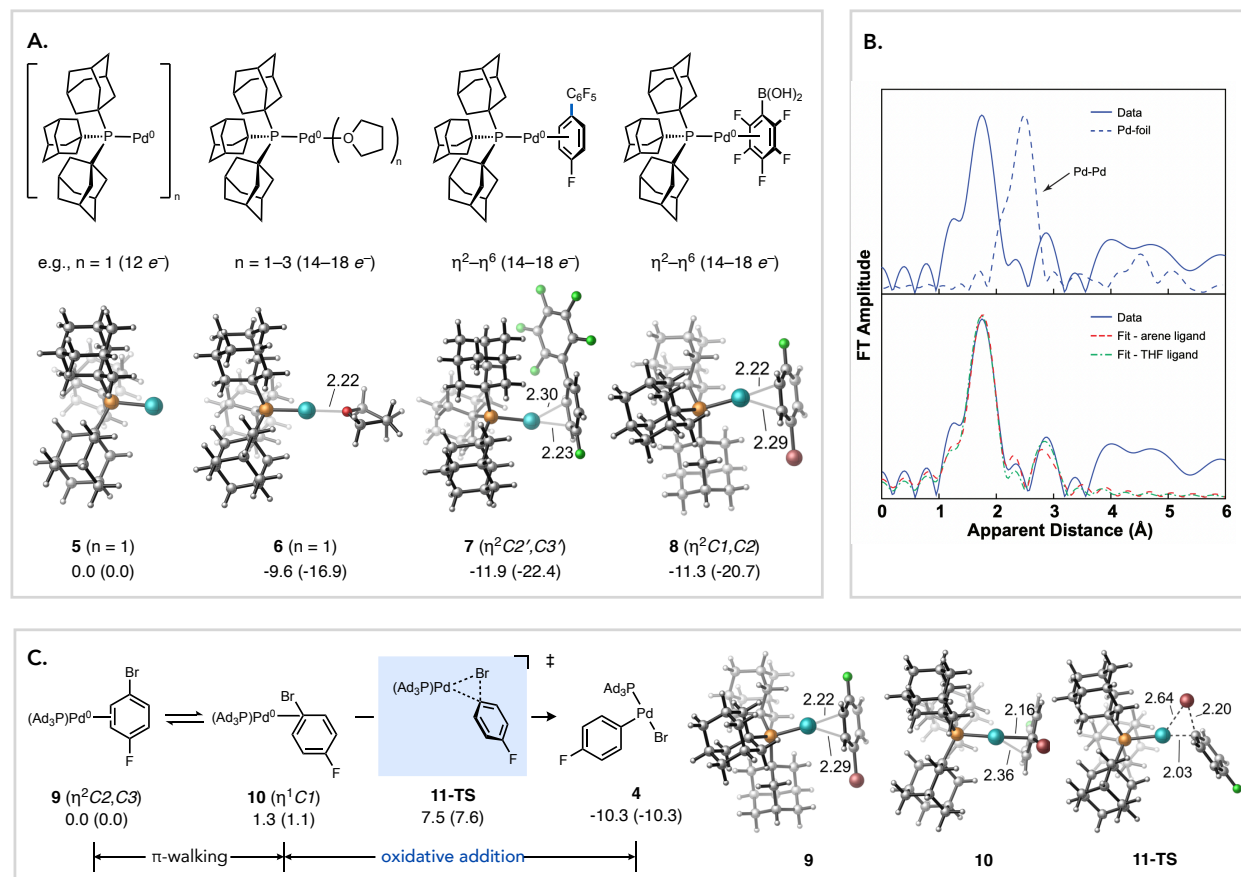 A.
P Pd⁰ n
P Pd⁰ O n
C₆F₅
P Pd⁰
F
B(OH)₂
P Pd⁰
F F F F F
e.g., n = 1 (12 e⁻)
n = 1–3 (14–18 e⁻)
η²–η⁶ (14–18 e⁻)
η²–η⁶ (14–18 e⁻)
2.22
2.30
2.23
2.22
2.29
5 (n = 1)
0.0 (0.0)
6 (n = 1)
-9.6 (-16.9)
7 (η²C2′,C3′)
-11.9 (-22.4)
8 (η²C1,C2)
-11.3 (-20.7)
B.
Data
Pd-foil
Pd-Pd
Data
Fit - arene ligand
Fit - THF ligand
FT Amplitude
0 1 2 3 4 5 6
Apparent Distance (Å)
C.
Br
(Ad₃P)Pd⁰
F
Br
(Ad₃P)Pd⁰
F
‡
(Ad₃P)Pd Br
F
Ad₃P
Pd
Br
F
9 (η²C2,C3)
0.0 (0.0)
10 (η¹C1)
1.3 (1.1)
11-TS
7.5 (7.6)
4
-10.3 (-10.3)
π-walking
oxidative addition
2.22
2.29
9
2.16
2.36
10
2.64
2.20
2.03
11-TS